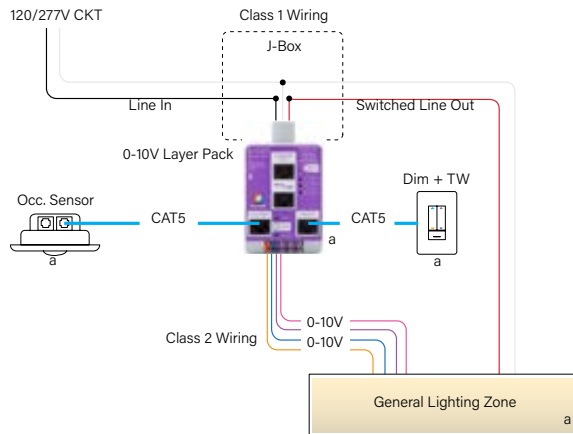 120/277V CKT
Class 1 Wiring
J-Box
Line In
Switched Line Out
0-10V Layer Pack
Dim + TW
Occ. Sensor
CAT5
CAT5
a
a
a
0-10V
Class 2 Wiring
0-10V
General Lighting Zone
a